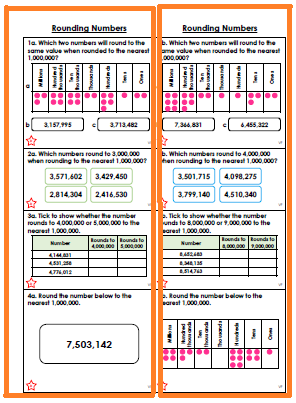 Rounding Numbers
1a. Which two numbers will round to the
same value when rounded to the nearest
1,000,000?
a
Millions
Hundred
thousands
Ten
thousands
Thousands
Hundreds
Tens
Ones
b 3,157,995 c 3,713,482
2a. Which numbers round to 3,000,000
when rounding to the nearest 1,000,000?
3,571,602 3,429,450
2,814,304 2,416,530
3a. Tick to show whether the number
rounds to 4,000,000 or 5,000,000 to the
nearest 1,000,000.
Number Rounds to 4,000,000 Rounds to 5,000,000
4,144,831
4,531,258
4,776,012
4a. Round the number below to the
nearest 1,000,000.
7,503,142
Rounding Numbers
b. Which two numbers will round to the
same value when rounded to the nearest
1,000,000?
Millions
Hundred
thousands
Ten
thousands
Thousands
Hundreds
Tens
Ones
7,366,831 c 6,455,322
b. Which numbers round to 4,000,000
when rounding to the nearest 1,000,000?
3,501,715 4,098,275
3,799,140 4,510,340
b. Tick to show whether the number
rounds to 8,000,000 or 9,000,000 to the
nearest 1,000,000.
Number Rounds to 8,000,000 Rounds to 9,000,000
8,652,683
8,348,135
8,514,763
b. Round the number below to the
nearest 1,000,000.
Millions
Hundred
thousands
Ten
thousands
Thousands
Hundreds
Tens
Ones